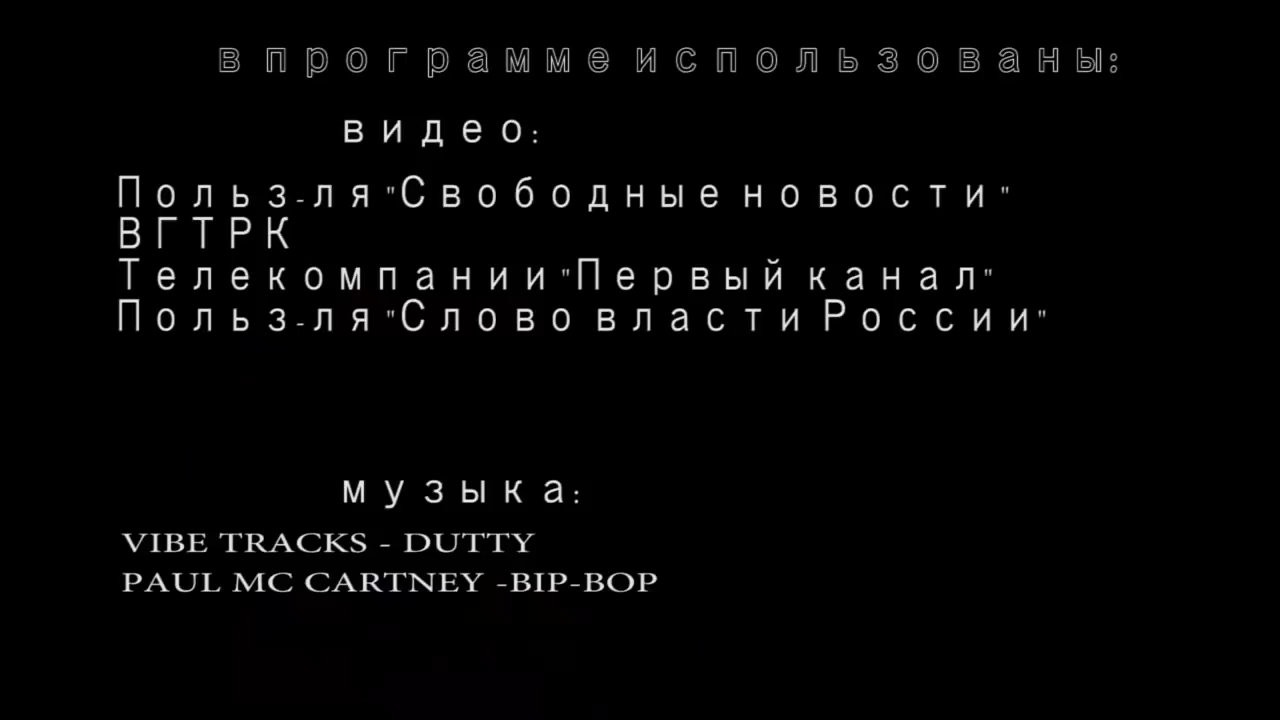 в программе использованы:
видео:
Польз-ля "Свободные новости"
ВГТРК
Телекомпании "Первый канал"
Польз-ля "Слово власти России"
музыка:
VIBE TRACKS - DUTTY
PAUL MC CARTNEY -BIP-BOP